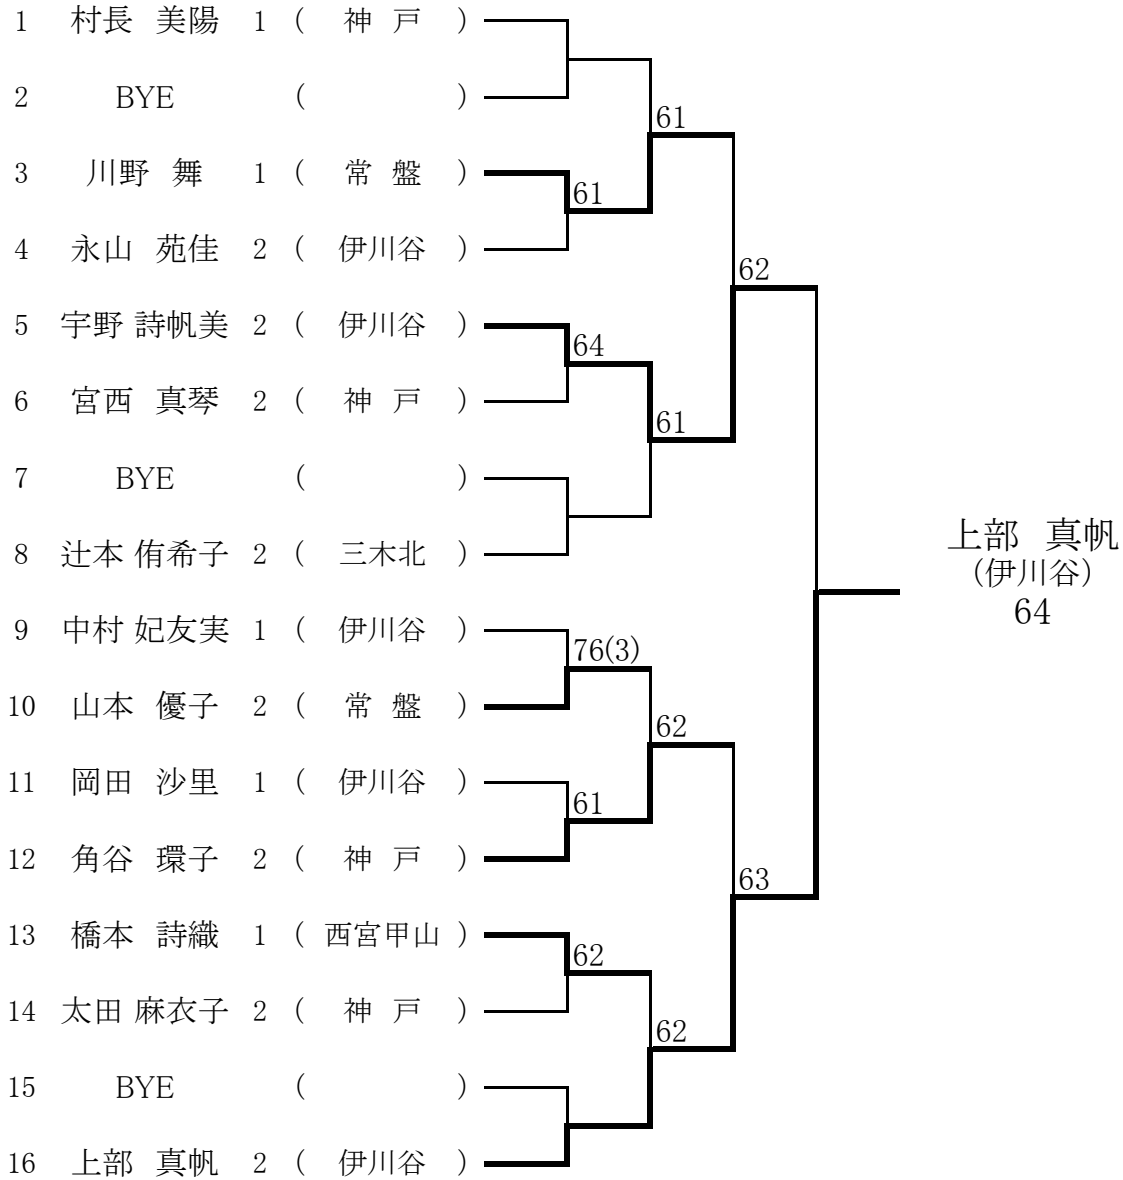 1 村長 美陽 1 ( 神 戸 )
2 BYE ( )
61
3 川野 舞 1 ( 常 盤 )
61
4 永山 苑佳 2 ( 伊川谷 )
62
5 宇野 詩帆美 2 ( 伊川谷 )
64
6 宮西 真琴 2 ( 神 戸 )
61
7 BYE ( )
8 辻本 侑希子 2 ( 三木北 )
上部 真帆
(伊川谷)
64
9 中村 妃友実 1 ( 伊川谷 )
76(3)
10 山本 優子 2 ( 常 盤 )
62
11 岡田 沙里 1 ( 伊川谷 )
61
12 角谷 環子 2 ( 神 戸 )
63
13 橋本 詩織 1 ( 西宮甲山 )
62
14 太田 麻衣子 2 ( 神 戸 )
62
15 BYE ( )
16 上部 真帆 2 ( 伊川谷 )